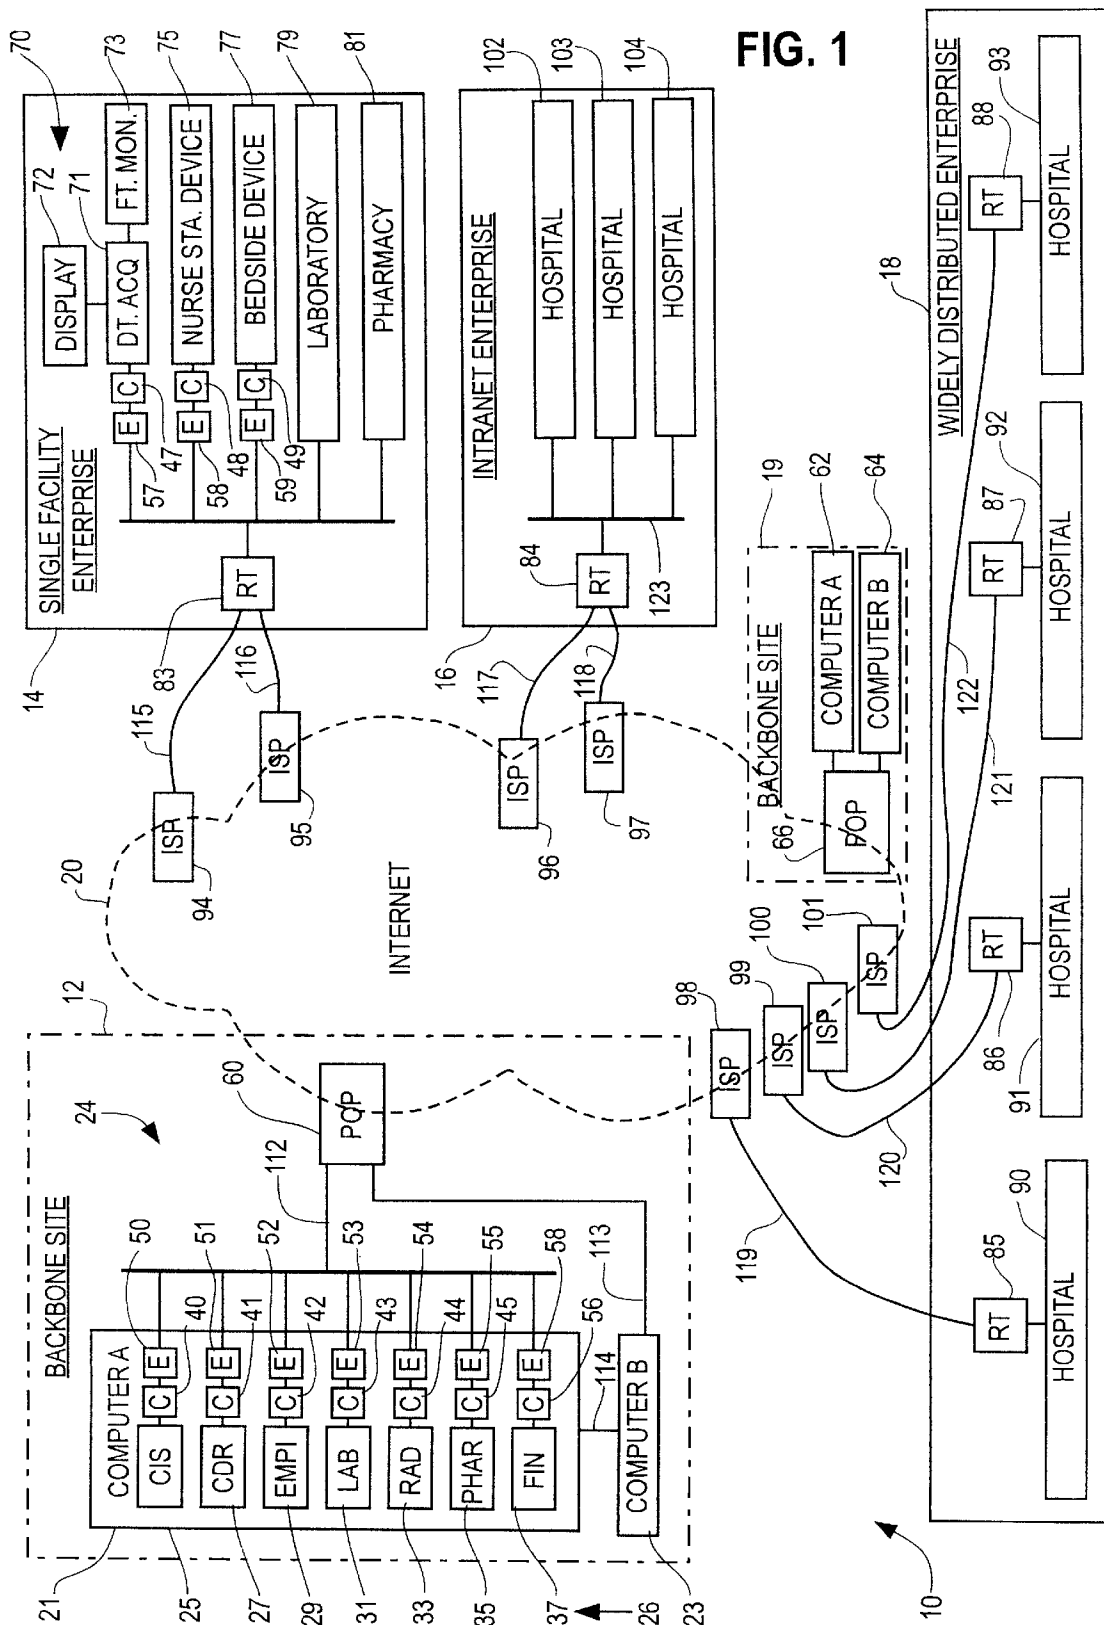 FIG. 1
BACKBONE SITE
12
24
COMPUTER A
CIS
C
E
50
40
CDR
C
E
51
41
EMPI
C
E
52
42
LAB
C
E
53
43
RAD
C
E
54
44
PHAR
C
E
55
45
FIN
C
E
58
56
COMPUTER B
21
25
27
29
31
33
35
37
26
23
112
113
114
60
POP
20
INTERNET
ISP
94
ISP
95
ISP
96
ISP
97
ISP
98
ISP
99
ISP
100
ISP
101
115
116
117
118
119
120
121
122
SINGLE FACILITY
ENTERPRISE
14
70
DISPLAY
72
DT. ACQ
71
FT. MON.
73
E
C
57
47
NURSE STA. DEVICE
75
E
C
58
48
BEDSIDE DEVICE
77
E
C
59
49
LABORATORY
79
PHARMACY
81
RT
83
INTRANET ENTERPRISE
16
HOSPITAL
102
HOSPITAL
103
HOSPITAL
104
RT
84
123
BACKBONE SITE
19
COMPUTER A
62
COMPUTER B
64
POP
66
WIDELY DISTRIBUTED ENTERPRISE
18
RT
85
HOSPITAL
90
RT
86
HOSPITAL
91
RT
87
HOSPITAL
92
RT
88
HOSPITAL
93
10